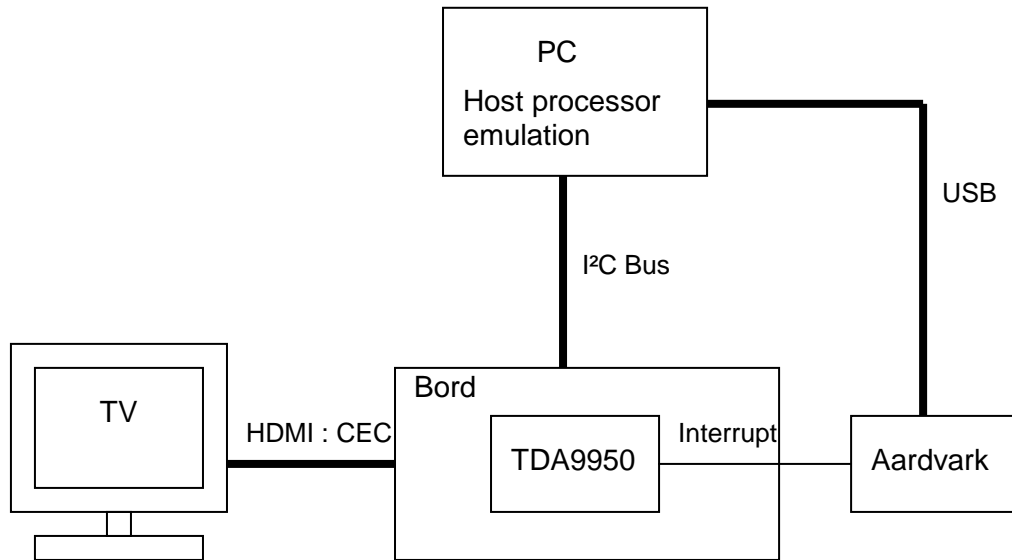 PC
Host processor
emulation
USB
I²C Bus
Bord
TV
HDMI : CEC
TDA9950
Interrupt
Aardvark